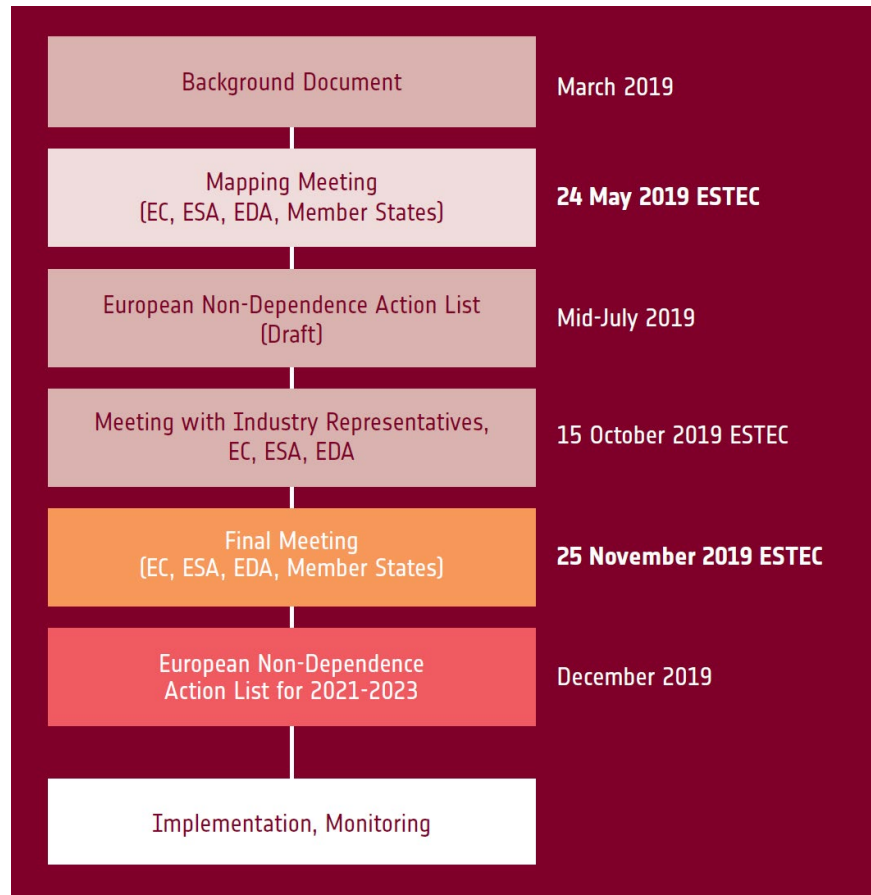 Background Document
March 2019
Mapping Meeting
(EC, ESA, EDA, Member States)
24 May 2019 ESTEC
European Non-Dependence Action List
(Draft)
Mid-July 2019
Meeting with Industry Representatives,
EC, ESA, EDA
15 October 2019 ESTEC
Final Meeting
(EC, ESA, EDA, Member States)
25 November 2019 ESTEC
European Non-Dependence
Action List for 2021-2023
December 2019
Implementation, Monitoring